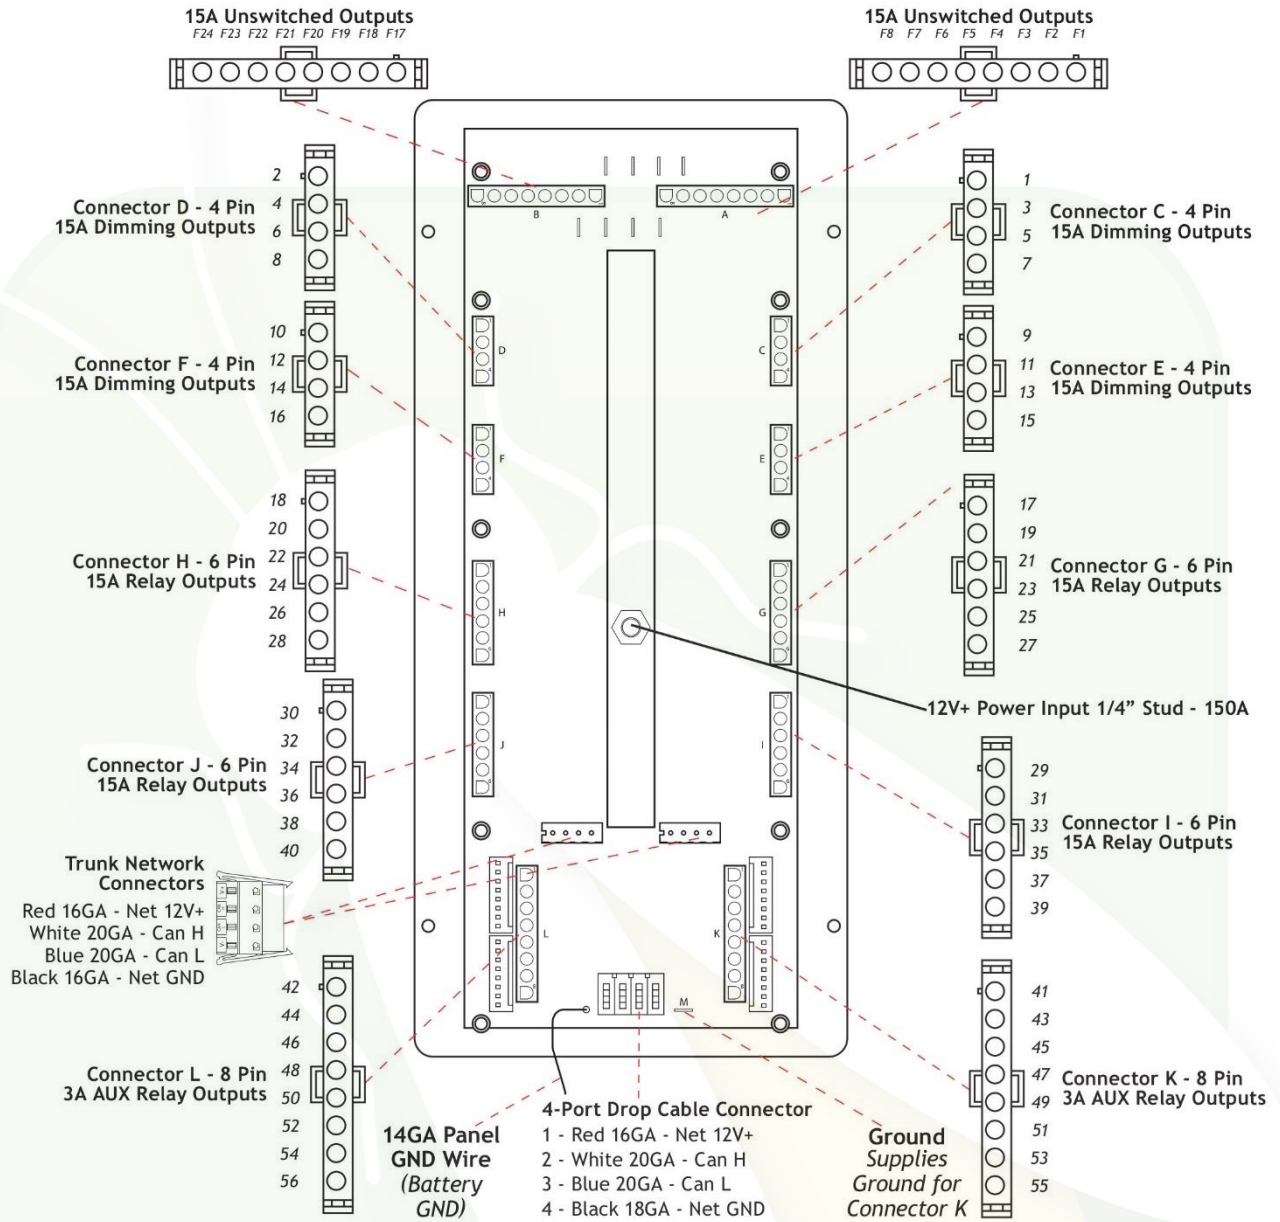 15A Unswitched Outputs
F24 F23 F22 F21 F20 F19 F18 F17
15A Unswitched Outputs
F8 F7 F6 F5 F4 F3 F2 F1
B
A
2
4
6
8
Connector D - 4 Pin
15A Dimming Outputs
1
3
5
7
Connector C - 4 Pin
15A Dimming Outputs
D
C
10
12
14
16
Connector F - 4 Pin
15A Dimming Outputs
9
11
13
15
Connector E - 4 Pin
15A Dimming Outputs
F
E
18
20
22
24
26
28
Connector H - 6 Pin
15A Relay Outputs
17
19
21
23
25
27
Connector G - 6 Pin
15A Relay Outputs
H
G
12V+ Power Input 1/4” Stud - 150A
30
32
34
36
38
40
Connector J - 6 Pin
15A Relay Outputs
J
I
29
31
33
35
37
39
Connector I - 6 Pin
15A Relay Outputs
Trunk Network
Connectors
Red 16GA - Net 12V+
White 20GA - Can H
Blue 20GA - Can L
Black 16GA - Net GND
L
K
M
42
44
46
48
50
52
54
56
Connector L - 8 Pin
3A AUX Relay Outputs
41
43
45
47
49
51
53
55
Connector K - 8 Pin
3A AUX Relay Outputs
14GA Panel
GND Wire
(Battery
GND)
4-Port Drop Cable Connector
1 - Red 16GA - Net 12V+
2 - White 20GA - Can H
3 - Blue 20GA - Can L
4 - Black 18GA - Net GND
Ground
Supplies
Ground for
Connector K